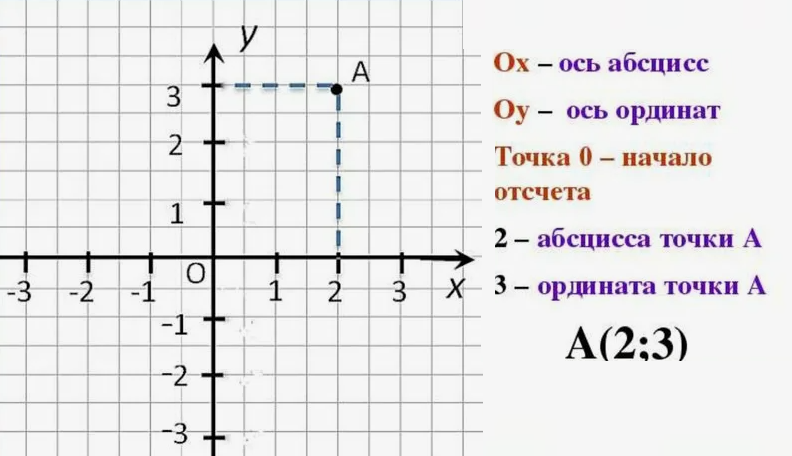 y
A
3
2
1
O
-3 -2 -1 1 2 3 x
-1
-2
-3
Ox – ось абсцисс
Oy – ось ординат
Точка 0 – начало
отсчета
2 – абсцисса точки А
3 – ордината точки А
А(2;3)